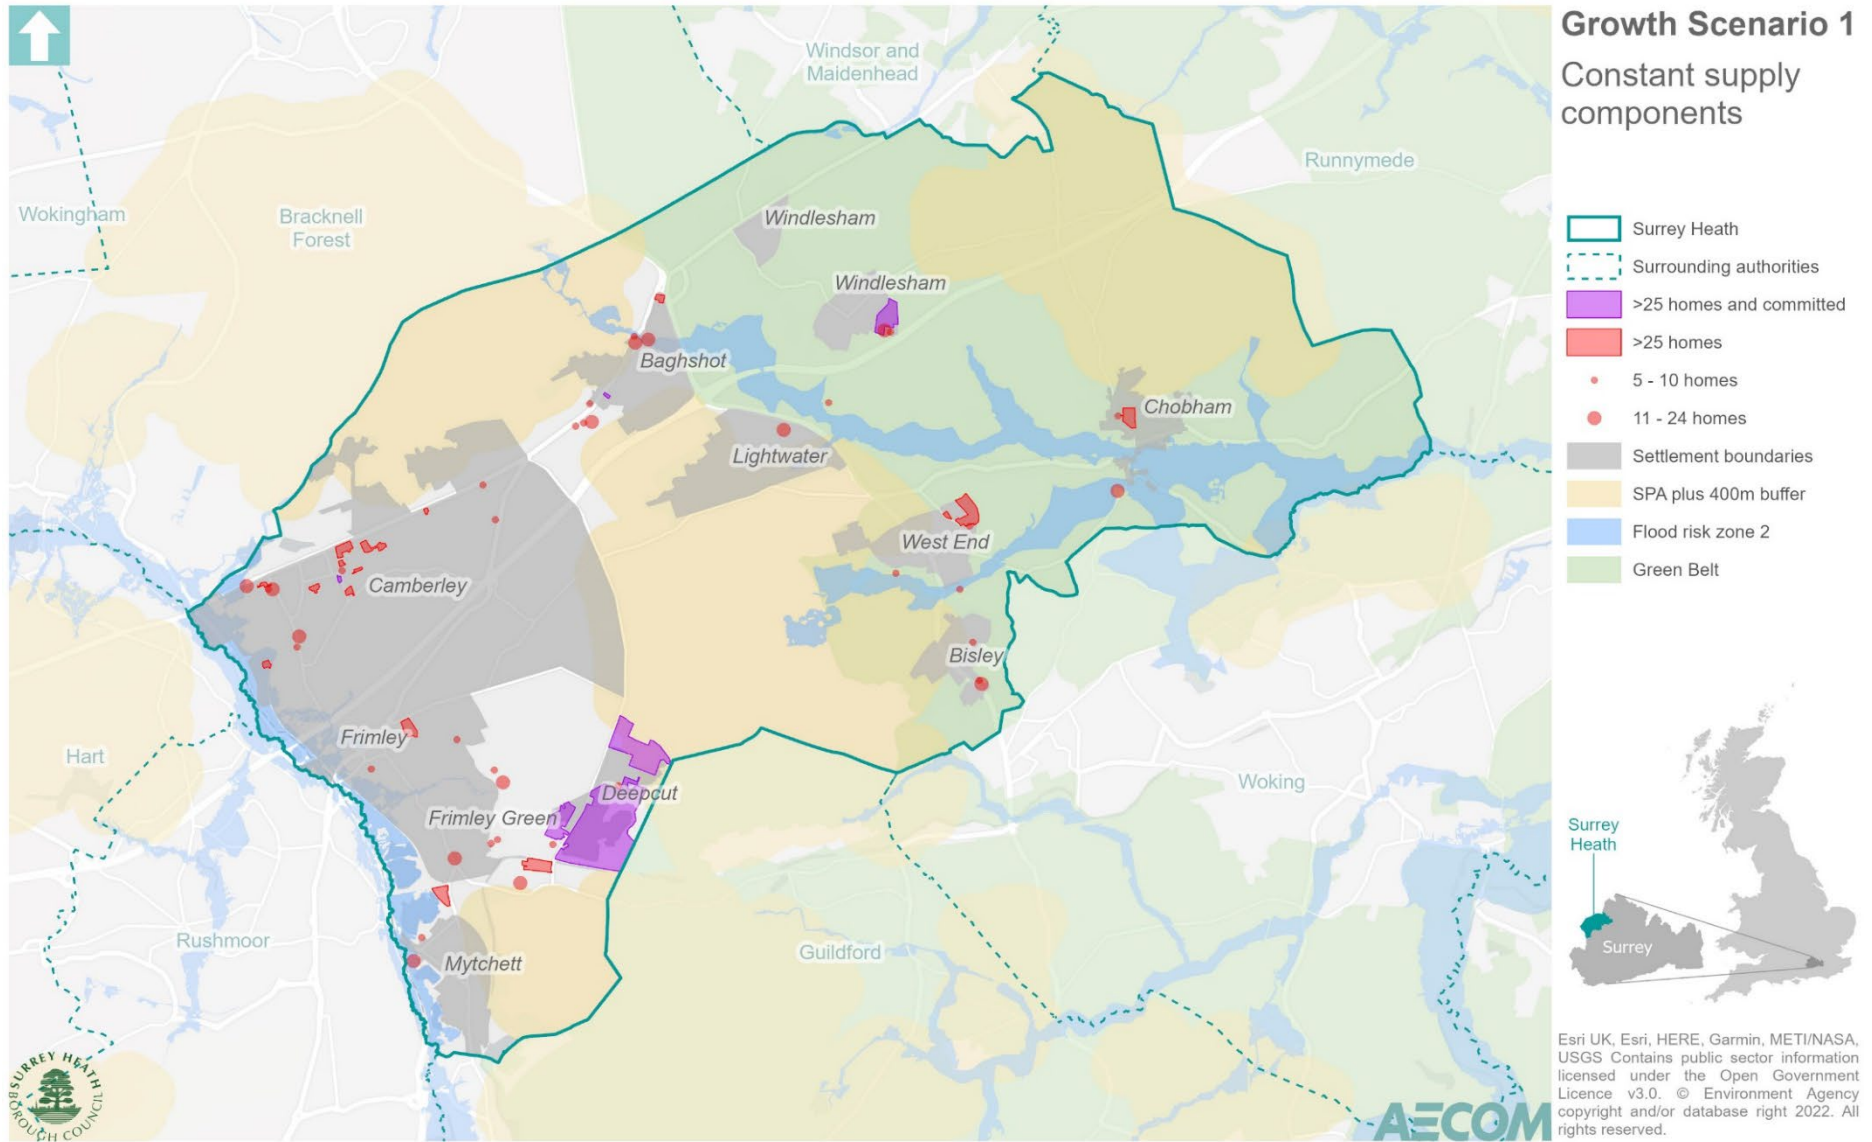 Growth Scenario 1
Constant supply
components
Surrey Heath
Surrounding authorities
>25 homes and committed
>25 homes
5 - 10 homes
11 - 24 homes
Settlement boundaries
SPA plus 400m buffer
Flood risk zone 2
Green Belt
Windsor and
Maidenhead
Runnymede
Wokingham
Bracknell
Forest
Windlesham
Windlesham
Baghshot
Chobham
Lightwater
West End
Camberley
Bisley
Frimley
Hart
Deepcut
Woking
Frimley Green
Rushmoor
Guildford
Mytchett
Surrey
Heath
Surrey
SURREY HEATH
BOROUGH COUNCIL
AECOM
Esri UK, Esri, HERE, Garmin, METI/NASA,
USGS Contains public sector information
licensed under the Open Government
Licence v3.0. © Environment Agency
copyright and/or database right 2022. All
rights reserved.